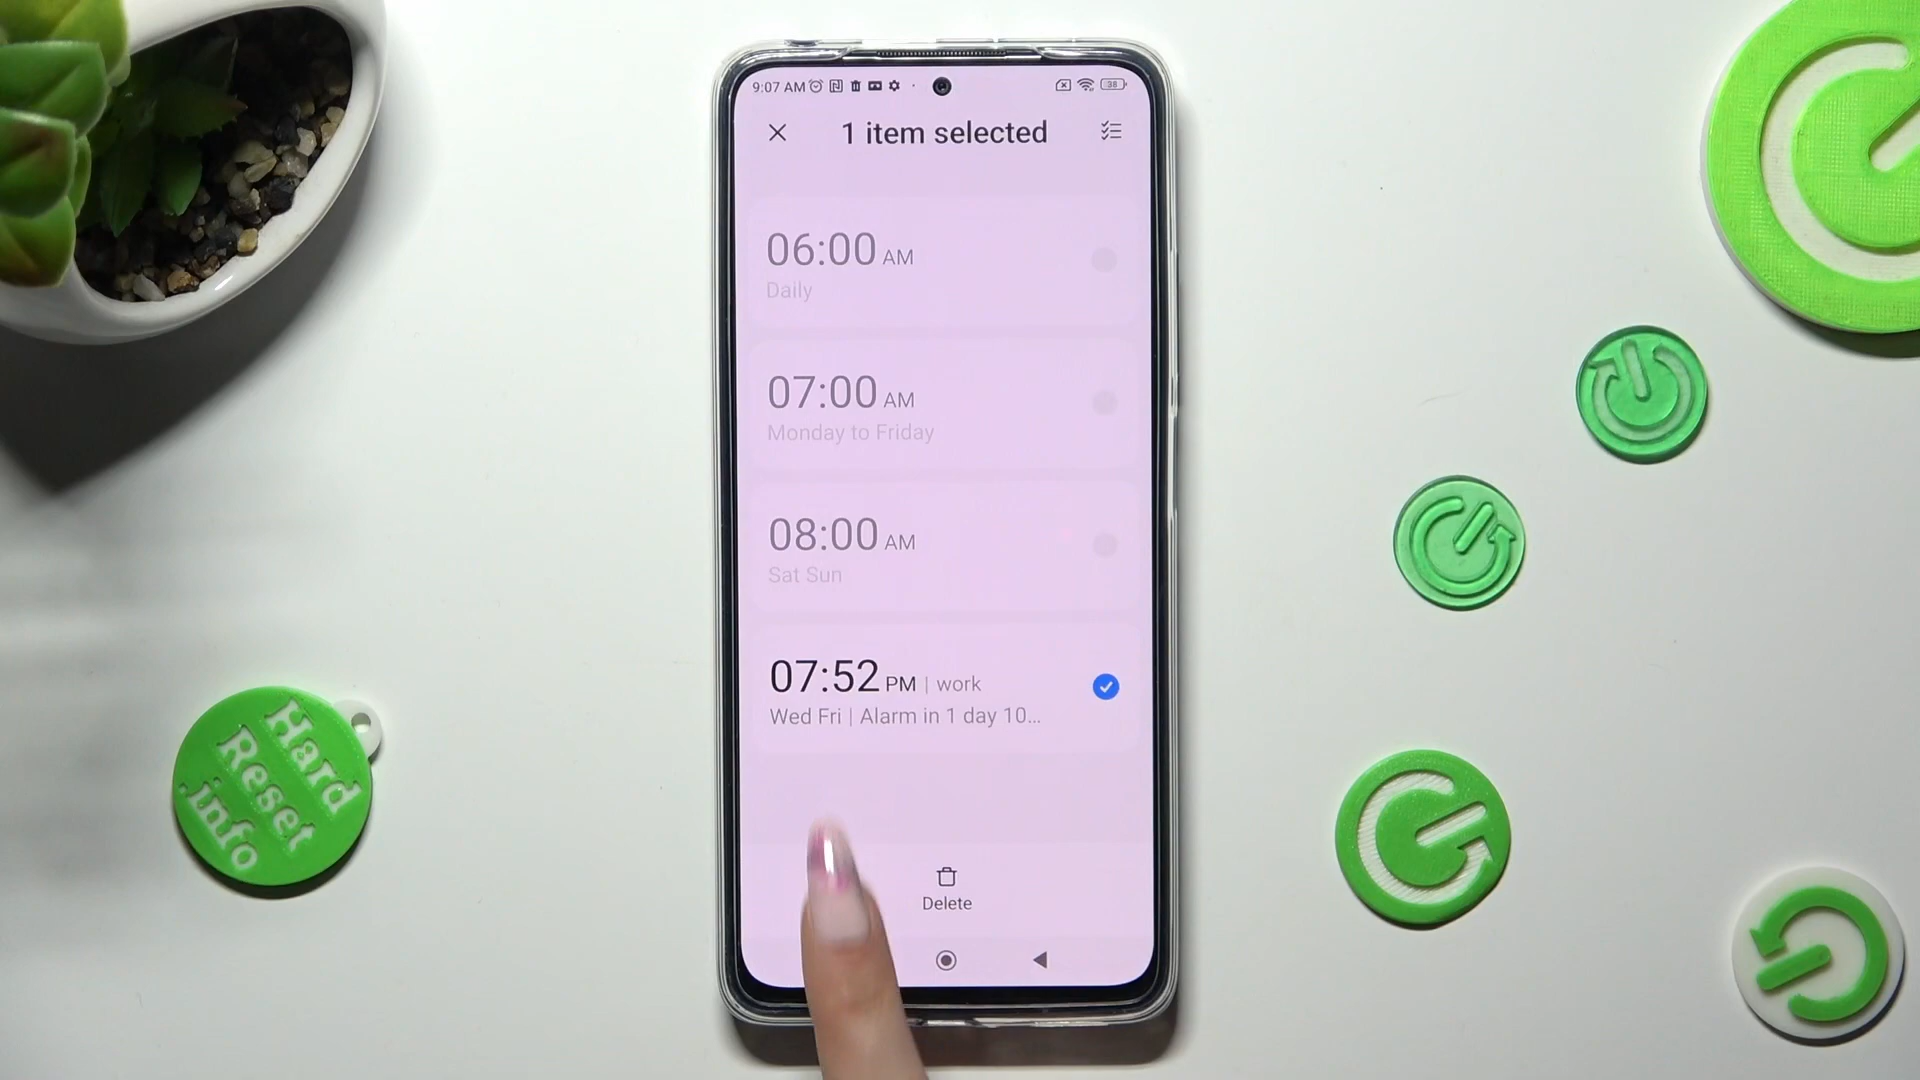 9:07 AM
38
1 item selected
06:00 AM
Daily
07:00 AM
Monday to Friday
08:00 AM
Sat Sun
07:52 PM | work
Wed Fri | Alarm in 1 day 10...
Delete
Hard
Reset
.info